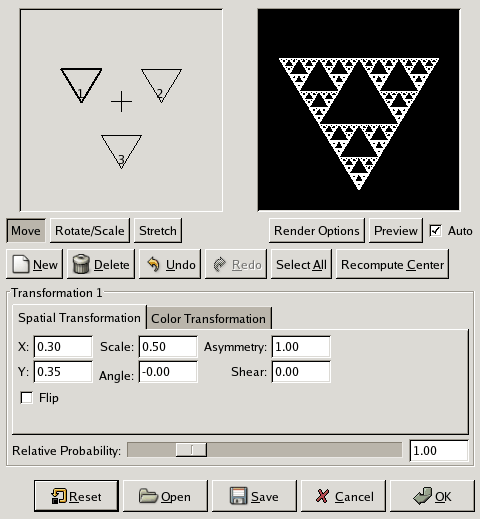 1 2
3
Move Rotate/Scale Stretch Render Options Preview Auto
New Delete Undo Redo Select All Recompute Center
Transformation 1
Spatial Transformation Color Transformation
X: 0.30 Scale: 0.50 Asymmetry: 1.00
Y: 0.35 Angle: -0.00 Shear: 0.00
Flip
Relative Probability: 1.00
Reset Open Save Cancel OK